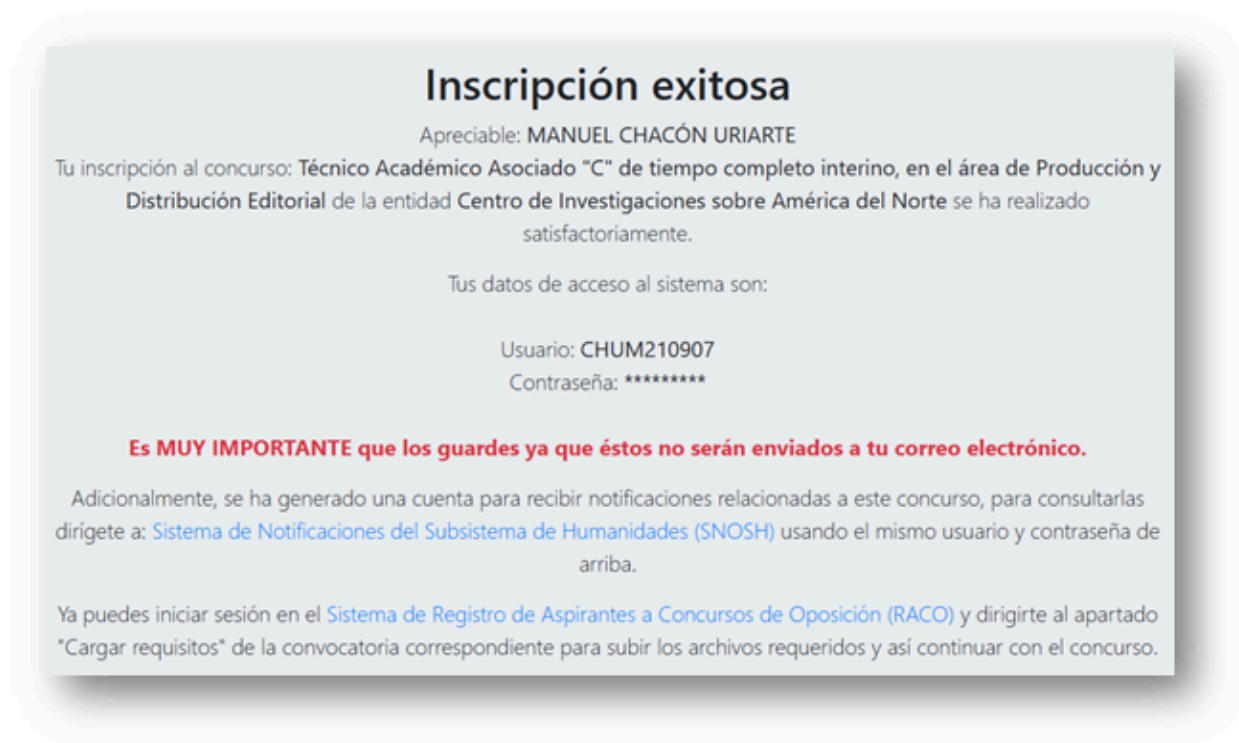 Inscripción exitosa
Apreciable: MANUEL CHACÓN URIARTE
Tu inscripción al concurso: Técnico Académico Asociado "C" de tiempo completo interino, en el área de Producción y
Distribución Editorial de la entidad Centro de Investigaciones sobre América del Norte se ha realizado
satisfactoriamente.
Tus datos de acceso al sistema son:
Usuario: CHUM210907
Contraseña: *********
Es MUY IMPORTANTE que los guardes ya que éstos no serán enviados a tu correo electrónico.
Adicionalmente, se ha generado una cuenta para recibir notificaciones relacionadas a este concurso, para consultarlas
dirígete a: Sistema de Notificaciones del Subsistema de Humanidades (SNOSH) usando el mismo usuario y contraseña de
arriba.
Ya puedes iniciar sesión en el Sistema de Registro de Aspirantes a Concursos de Oposición (RACO) y dirigirte al apartado
"Cargar requisitos" de la convocatoria correspondiente para subir los archivos requeridos y así continuar con el concurso.